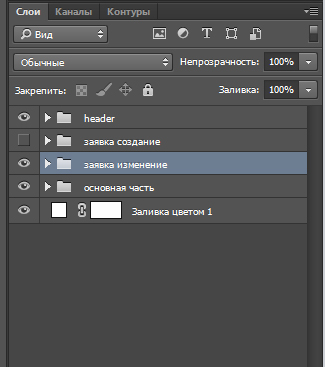 Слои Каналы Контуры
Вид
Обычные Непрозрачность: 100%
Закрепить: Заливка: 100%
header
заявка создание
заявка изменение
основная часть
Заливка цветом 1